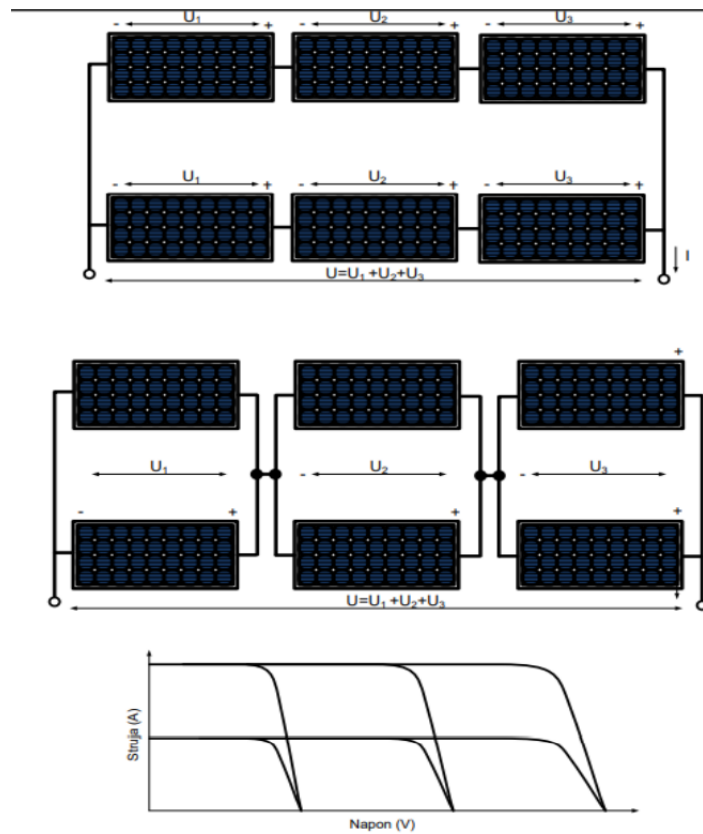 - U₁ + - U₂ + - U₃ +
- U₁ + - U₂ + - U₃ +
I
U=U₁ +U₂+U₃
+
U₁ - U₂ - U₃
- + + +
U=U₁ +U₂+U₃
Struja (A)
Napon (V)